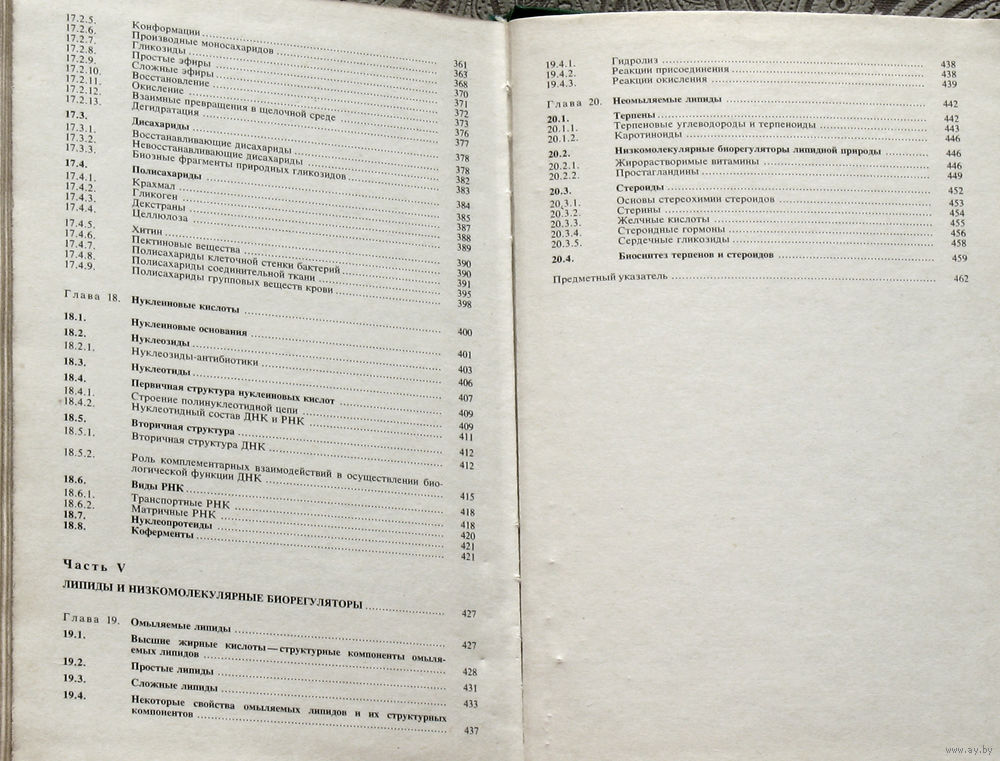 17.2.5. Конформации 361
17.2.6. Производные моносахаридов 363
17.2.7. Гликозиды 368
17.2.8. Простые эфиры 370
17.2.9. Сложные эфиры 371
17.2.10. Восстановление 372
17.2.11. Окисление 373
17.2.12. Взаимные превращения в щелочной среде 376
17.2.13. Дегидратация 377
17.3. Дисахариды 378
17.3.1. Восстанавливающие дисахариды 378
17.3.2. Невосстанавливающие дисахариды 382
17.3.3. Биозные фрагменты природных гликозидов 383
17.4. Полисахариды 384
17.4.1. Крахмал 385
17.4.2. Гликоген 387
17.4.3. Декстраны 388
17.4.4. Целлюлоза 389
17.4.5. Хитин 390
17.4.6. Пектиновые вещества 390
17.4.7. Полисахариды клеточной стенки бактерий 391
17.4.8. Полисахариды соединительной ткани 395
17.4.9. Полисахариды групповых веществ крови 398
Глава 18. Нуклеиновые кислоты 400
18.1. Нуклеиновые основания 401
18.2. Нуклеозиды 403
18.2.1. Нуклеозиды-антибиотики 406
18.3. Нуклеотиды 407
18.4. Первичная структура нуклеиновых кислот 409
18.4.1. Строение полинуклеотидной цепи 409
18.4.2. Нуклеотидный состав ДНК и РНК 411
18.5. Вторичная структура 412
18.5.1. Вторичная структура ДНК 412
18.5.2. Роль комплементарных взаимодействий в осуществлении био-
логической функции ДНК 415
18.6. Виды РНК 418
18.6.1. Транспортные РНК 418
18.6.2. Матричные РНК 420
18.7. Нуклеопротеиды 421
18.8. Коферменты 421
Часть V
ЛИПИДЫ И НИЗКОМОЛЕКУЛЯРНЫЕ БИОРЕГУЛЯТОРЫ 427
Глава 19. Омыляемые липиды 427
19.1. Высшие жирные кислоты — структурные компоненты омыля-
емых липидов 428
19.2. Простые липиды 431
19.3. Сложные липиды 433
19.4. Некоторые свойства омыляемых липидов и их структурных
компонентов 437
19.4.1. Гидролиз 438
19.4.2. Реакции присоединения 438
19.4.3. Реакции окисления 439
Глава 20. Неомыляемые липиды 442
20.1. Терпены 442
20.1.1. Терпеновые углеводороды и терпеноиды 443
20.1.2. Каротиноиды 446
20.2. Низкомолекулярные биорегуляторы липидной природы 446
20.2.1. Жирорастворимые витамины 446
20.2.2. Простагландины 449
20.3. Стероиды 452
20.3.1. Основы стереохимии стероидов 453
20.3.2. Стерины 454
20.3.3. Желчные кислоты 455
20.3.4. Стероидные гормоны 456
20.3.5. Сердечные гликозиды 458
20.4. Биосинтез терпенов и стероидов 459
Предметный указатель 462
www.ay.by